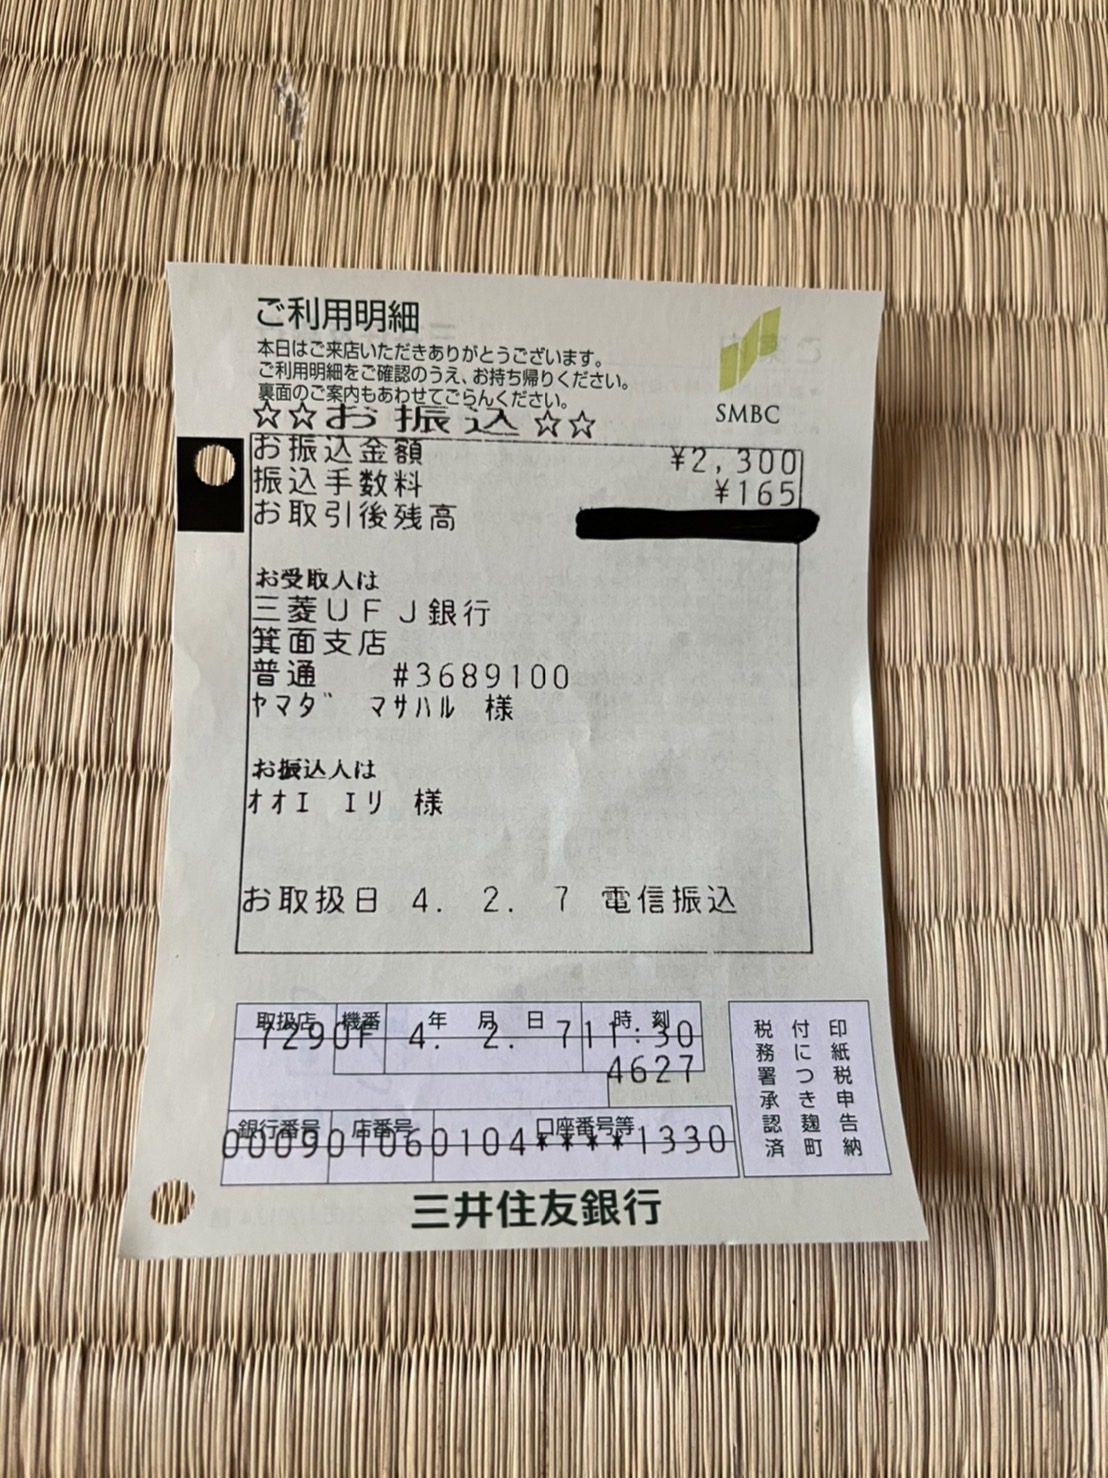 ご利用明細
本日はご来店いただきありがとうございます。
ご利用明細をご確認のうえ、お持ち帰りください。
裏面のご案内もあわせてごらんください。
SMBC
☆☆お振込☆☆
お振込金額 ¥2,300
振込手数料 ¥165
お取引後残高
お受取人は
三菱UFJ銀行
箕面支店
普通 #3689100
ヤマダ マサハル 様
お振込人は
オオエ エリ 様
お取扱日 4. 2. 7 電信振込
取扱店 機番 年 月 日 時 刻
7290F 4. 2. 711:30
4627
銀行番号 店番号 口座番号等
000901060104****1330
印紙税申告納
付につき麹町
税務署承認済
三井住友銀行